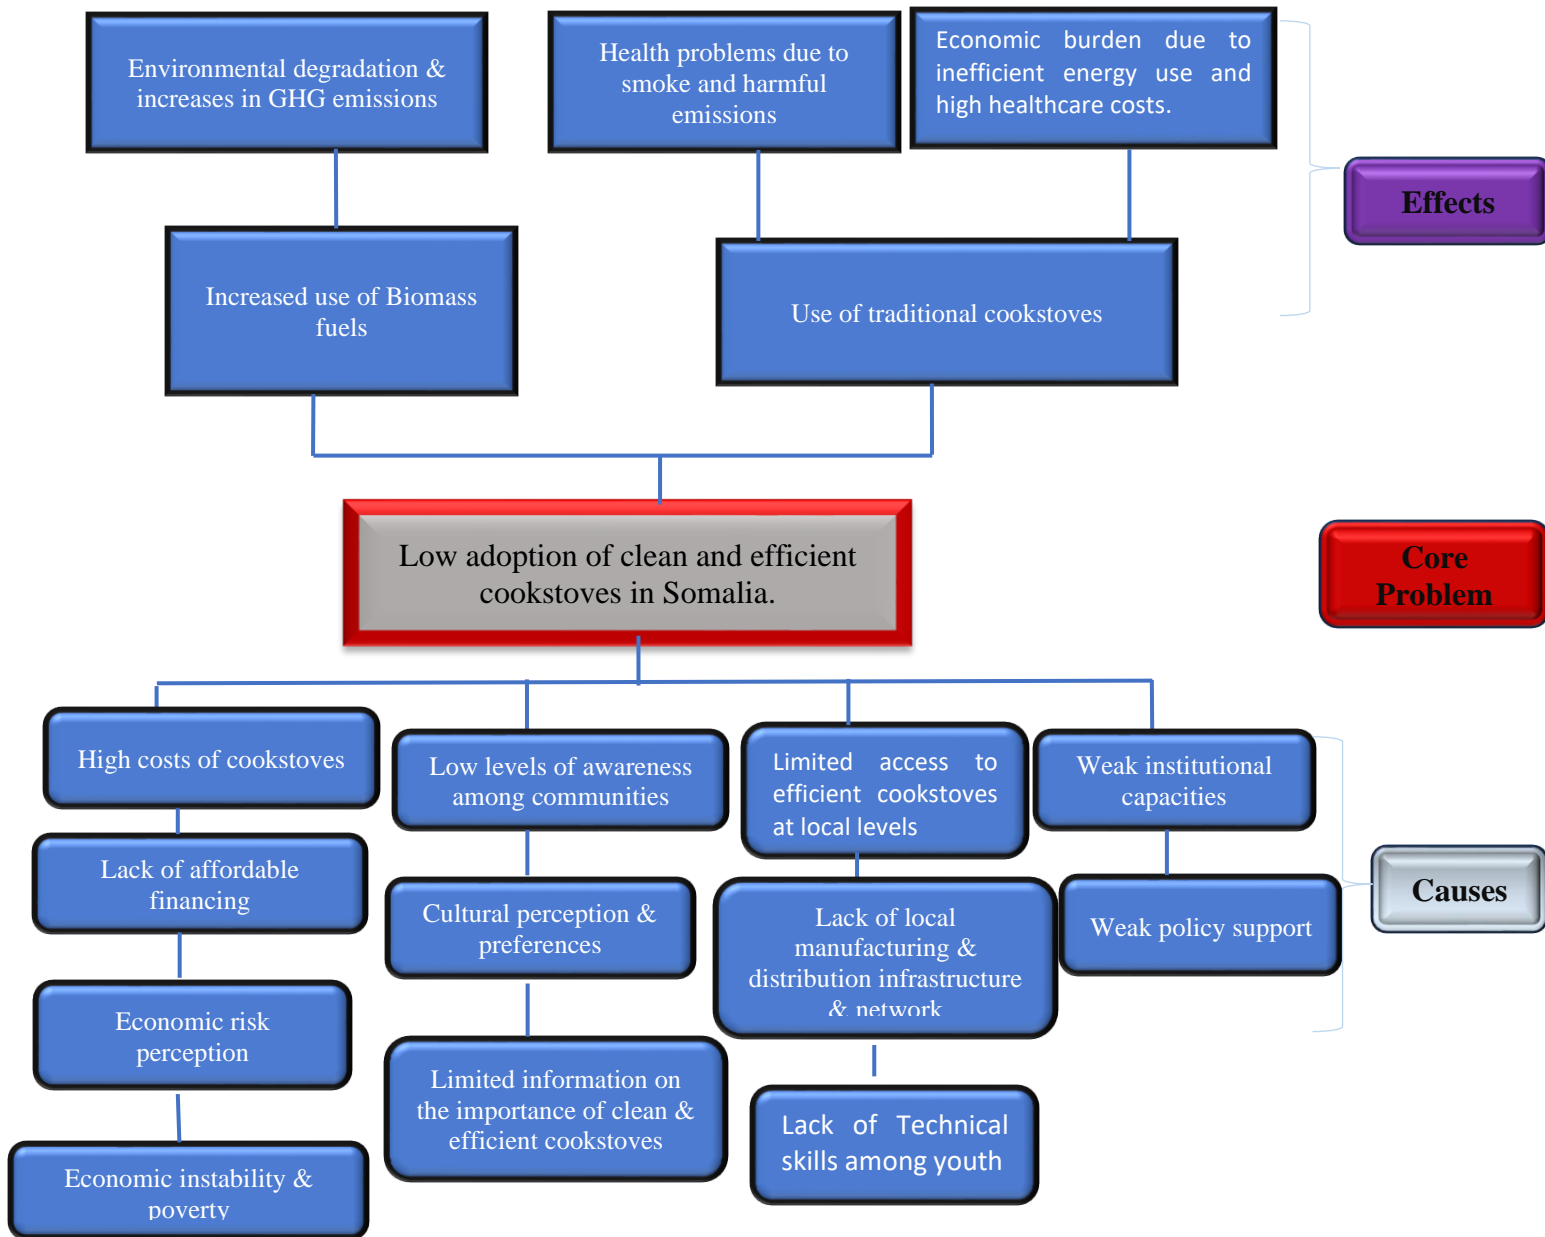 Environmental degradation &
increases in GHG emissions
Health problems due to
smoke and harmful
emissions
Economic burden due to
inefficient energy use and
high healthcare costs.
Effects
Increased use of Biomass
fuels
Use of traditional cookstoves
Low adoption of clean and efficient
cookstoves in Somalia.
Core
Problem
High costs of cookstoves
Low levels of awareness
among communities
Limited access to
efficient cookstoves
at local levels
Weak institutional
capacities
Lack of affordable
financing
Cultural perception &
preferences
Lack of local
manufacturing &
distribution infrastructure
& network
Weak policy support
Causes
Economic risk
perception
Limited information on
the importance of clean &
efficient cookstoves
Lack of Technical
skills among youth
Economic instability &
poverty